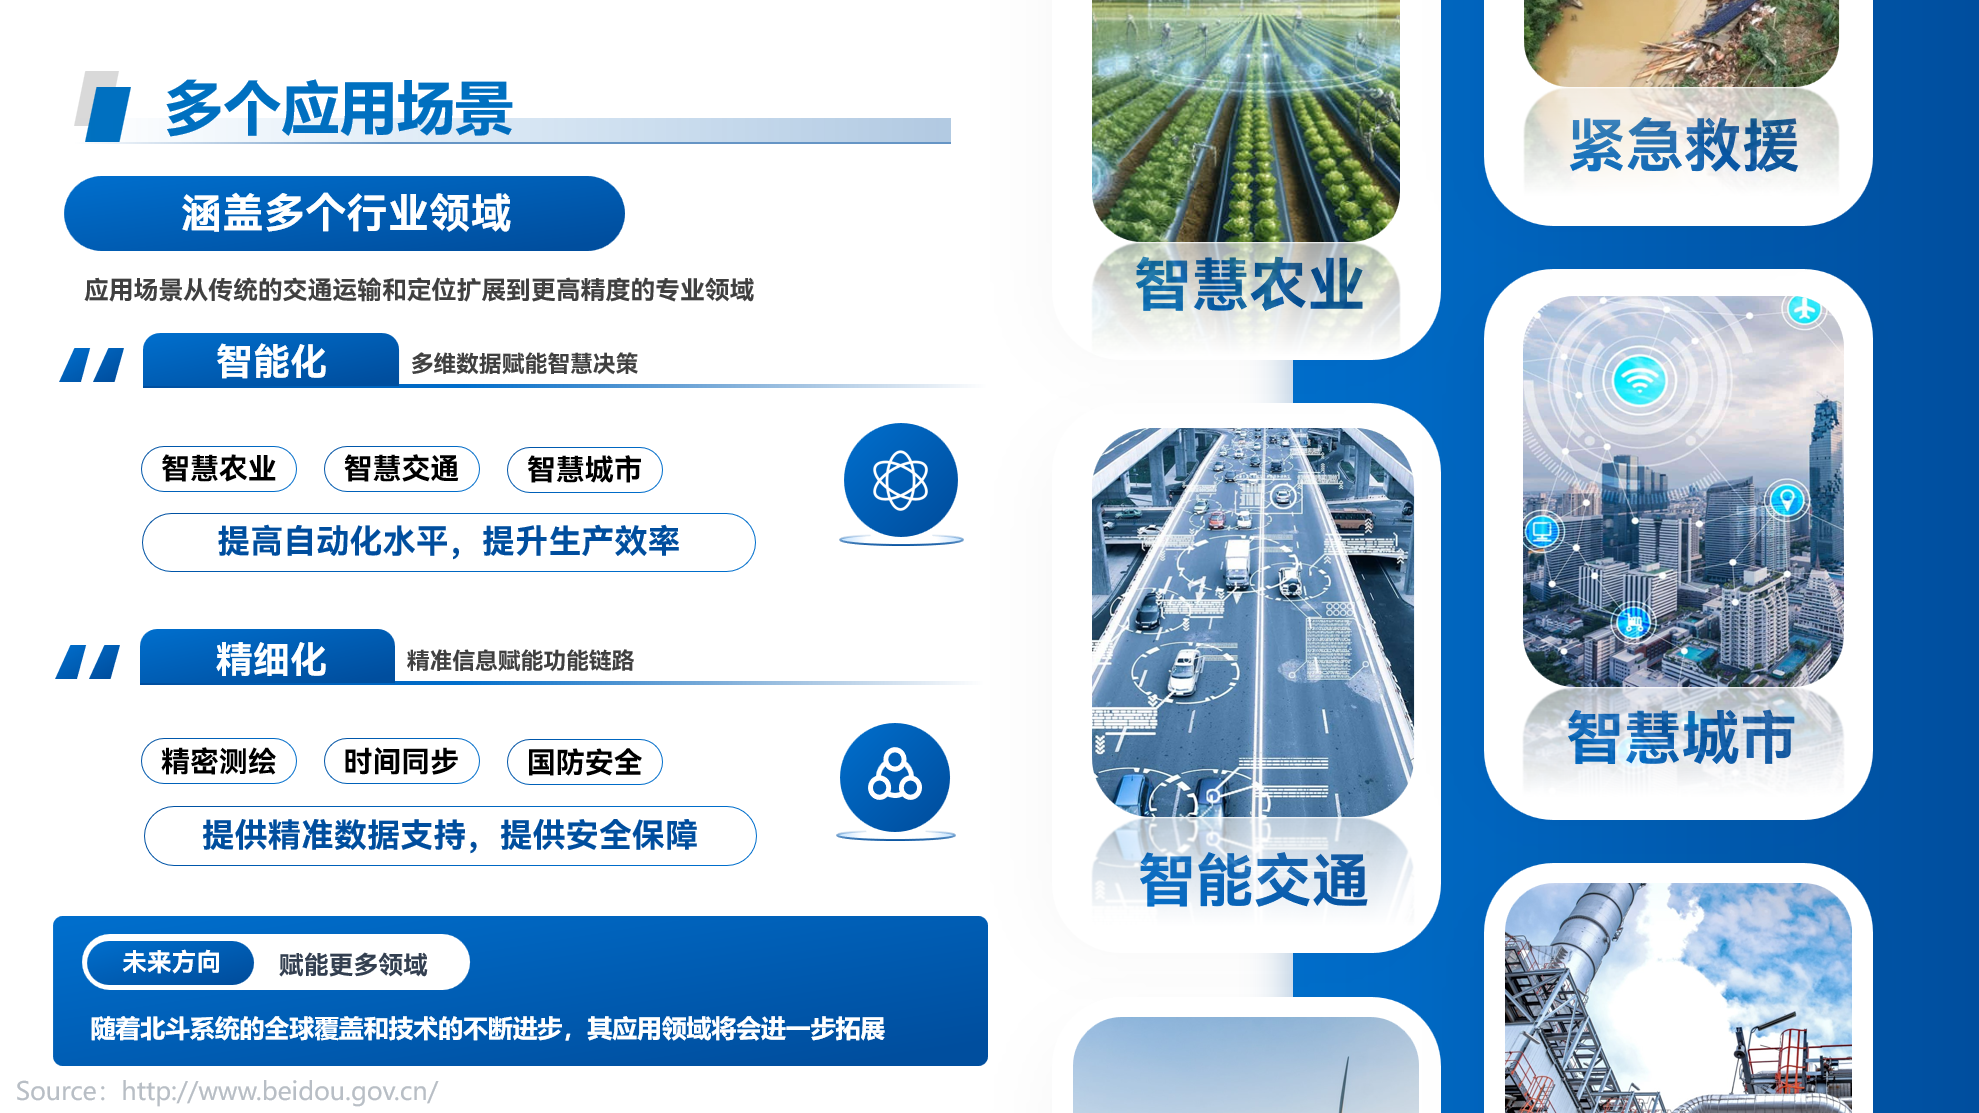 多个应用场景
涵盖多个行业领域
应用场景从传统的交通运输和定位扩展到更高精度的专业领域
智能化
多维数据赋能智慧决策
智慧农业
智慧交通
智慧城市
提高自动化水平，提升生产效率
精细化
精准信息赋能功能链路
精密测绘
时间同步
国防安全
提供精准数据支持，提供安全保障
未来方向
赋能更多领域
随着北斗系统的全球覆盖和技术的不断进步，其应用领域将会进一步拓展
Source：http://www.beidou.gov.cn/
智慧农业
智能交通
紧急救援
智慧城市